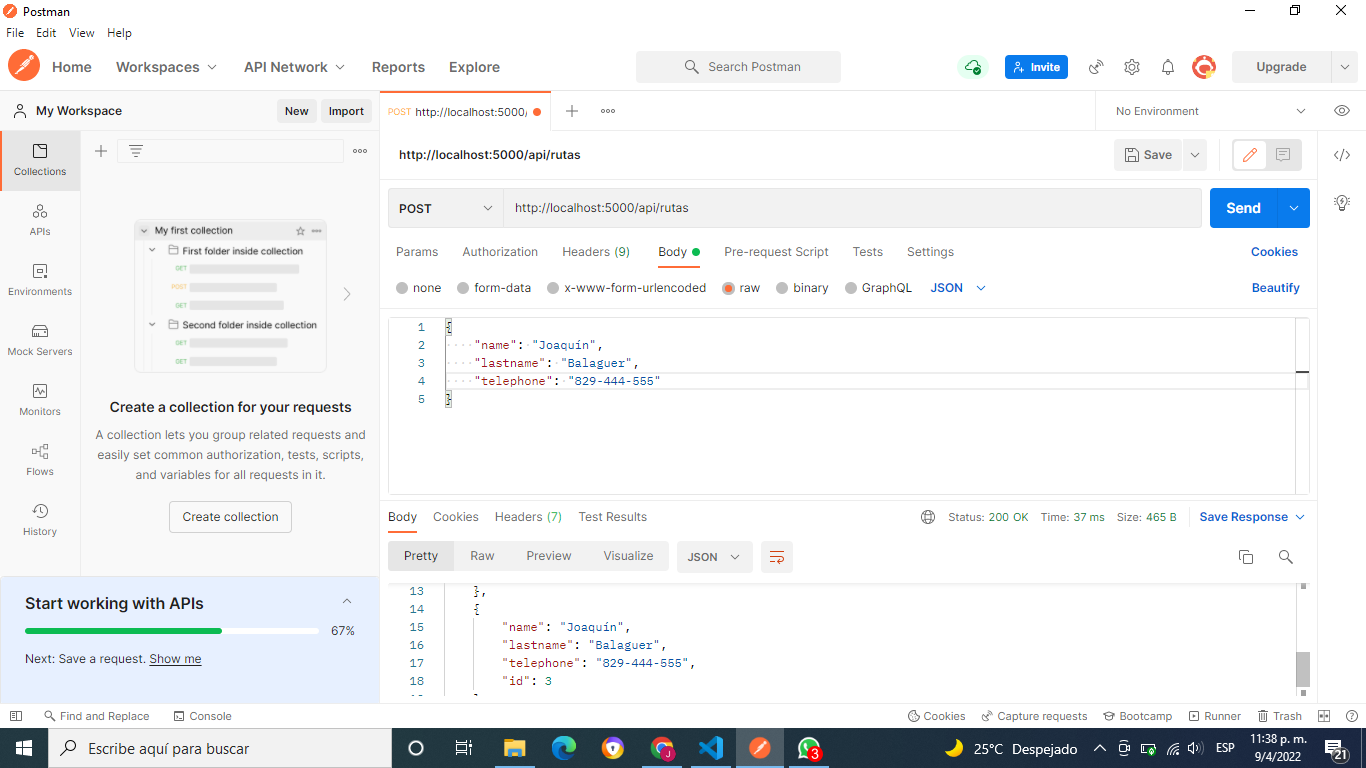 Postman
File Edit View Help
Home Workspaces API Network Reports Explore Search Postman Invite Upgrade
My Workspace New Import
POST http://localhost:5000/ No Environment
http://localhost:5000/api/rutas Save
POST http://localhost:5000/api/rutas Send
Params Authorization Headers (9) Body Pre-request Script Tests Settings Cookies
none form-data x-www-form-urlencoded raw binary GraphQL JSON Beautify
1 {
2 "name": "Joaquín",
3 "lastname": "Balaguer",
4 "telephone": "829-444-555"
5 }
Collections
APIs
Environments
Mock Servers
Monitors
Flows
History
My first collection
First folder inside collection
GET
POST
GET
Second folder inside collection
GET
GET
Create a collection for your requests
A collection lets you group related requests and
easily set common authorization, tests, scripts,
and variables for all requests in it.
Create collection
Start working with APIs
67%
Next: Save a request. Show me
Body Cookies Headers (7) Test Results Status: 200 OK Time: 37 ms Size: 465 B Save Response
Pretty Raw Preview Visualize JSON
13 },
14 {
15 "name": "Joaquín",
16 "lastname": "Balaguer",
17 "telephone": "829-444-555",
18 "id": 3
Find and Replace Console Cookies Capture requests Bootcamp Runner Trash
Escribe aquí para buscar 3 25°C Despejado ESP 11:38 p. m.
9/4/2022 21